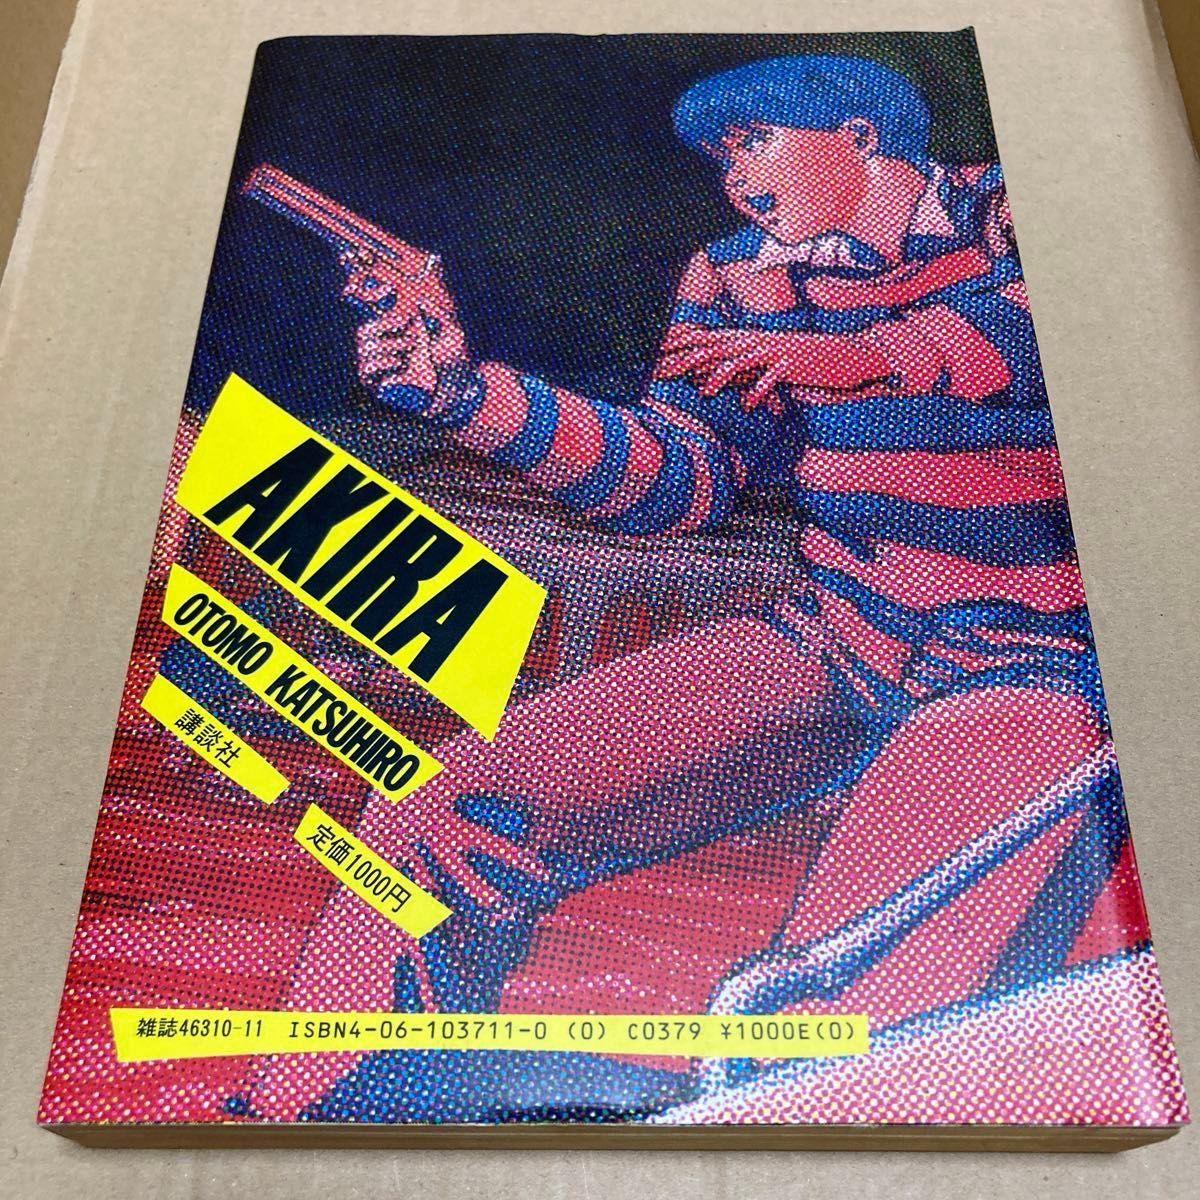 AKIRA
OTOMO KATSUHIRO
講談社
定価1000円
雑誌46310-11 ISBN4-06-103711-0 (0) C0379 ¥1000E(0)